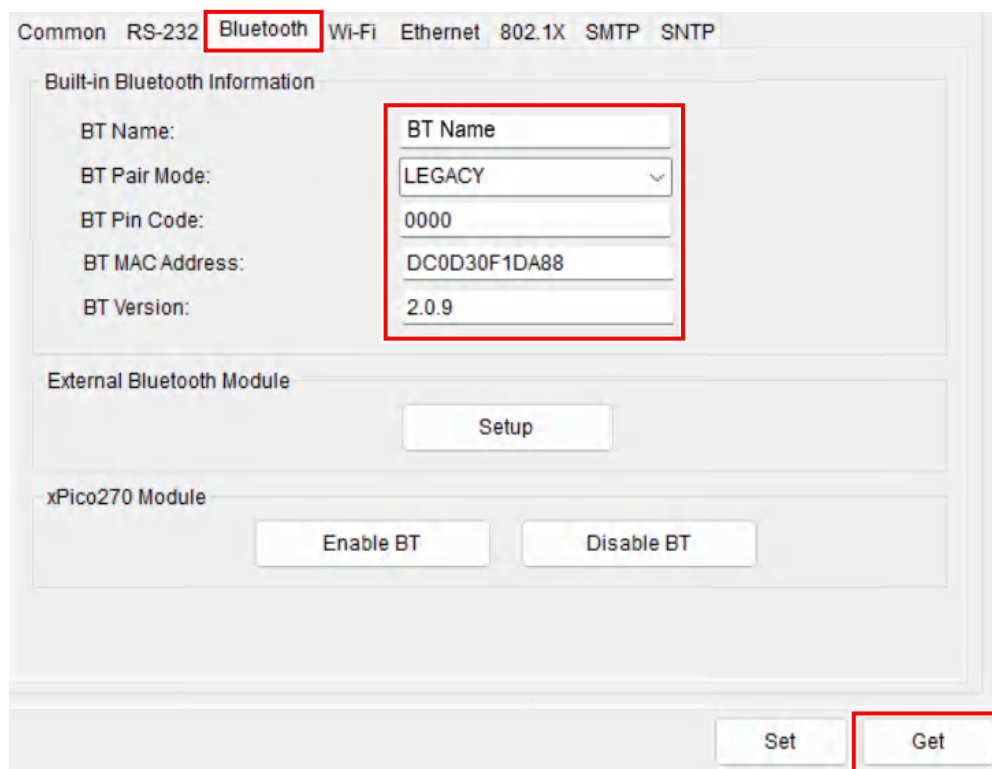 Common RS-232 Bluetooth Wi-Fi Ethernet 802.1X SMTP SNTP
Built-in Bluetooth Information
BT Name: BT Name
BT Pair Mode: LEGACY
BT Pin Code: 0000
BT MAC Address: DC0D30F1DA88
BT Version: 2.0.9
External Bluetooth Module
Setup
xPico270 Module
Enable BT Disable BT
Set Get